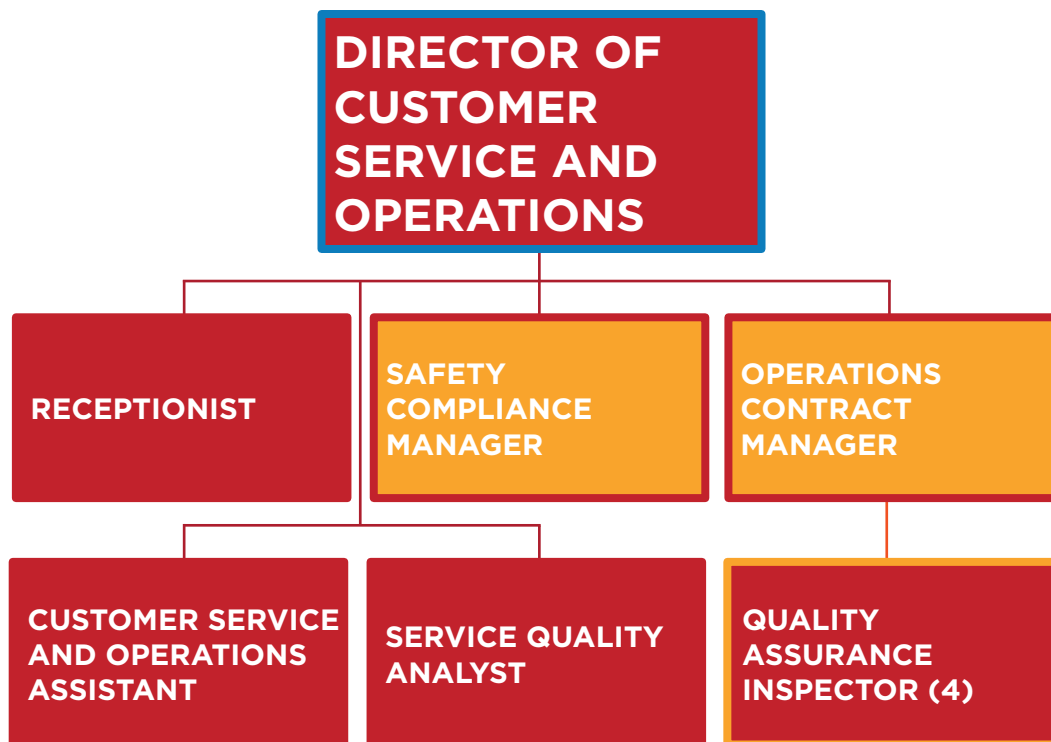 DIRECTOR OF
CUSTOMER
SERVICE AND
OPERATIONS
RECEPTIONIST
SAFETY
COMPLIANCE
MANAGER
OPERATIONS
CONTRACT
MANAGER
CUSTOMER SERVICE
AND OPERATIONS
ASSISTANT
SERVICE QUALITY
ANALYST
QUALITY
ASSURANCE
INSPECTOR (4)